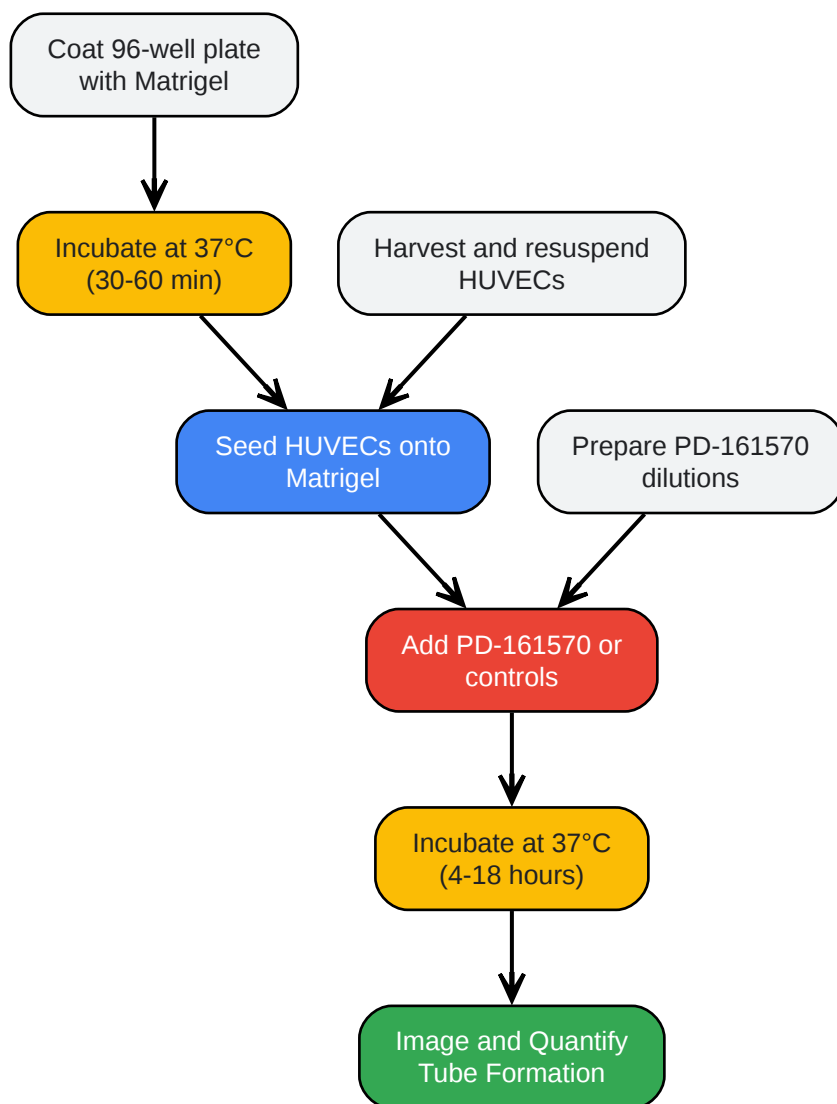 Coat 96-well plate
with Matrigel
Incubate at 37°C
(30-60 min)
Harvest and resuspend
HUVECs
Seed HUVECs onto
Matrigel
Prepare PD-161570
dilutions
Add PD-161570 or
controls
Incubate at 37°C
(4-18 hours)
Image and Quantify
Tube Formation